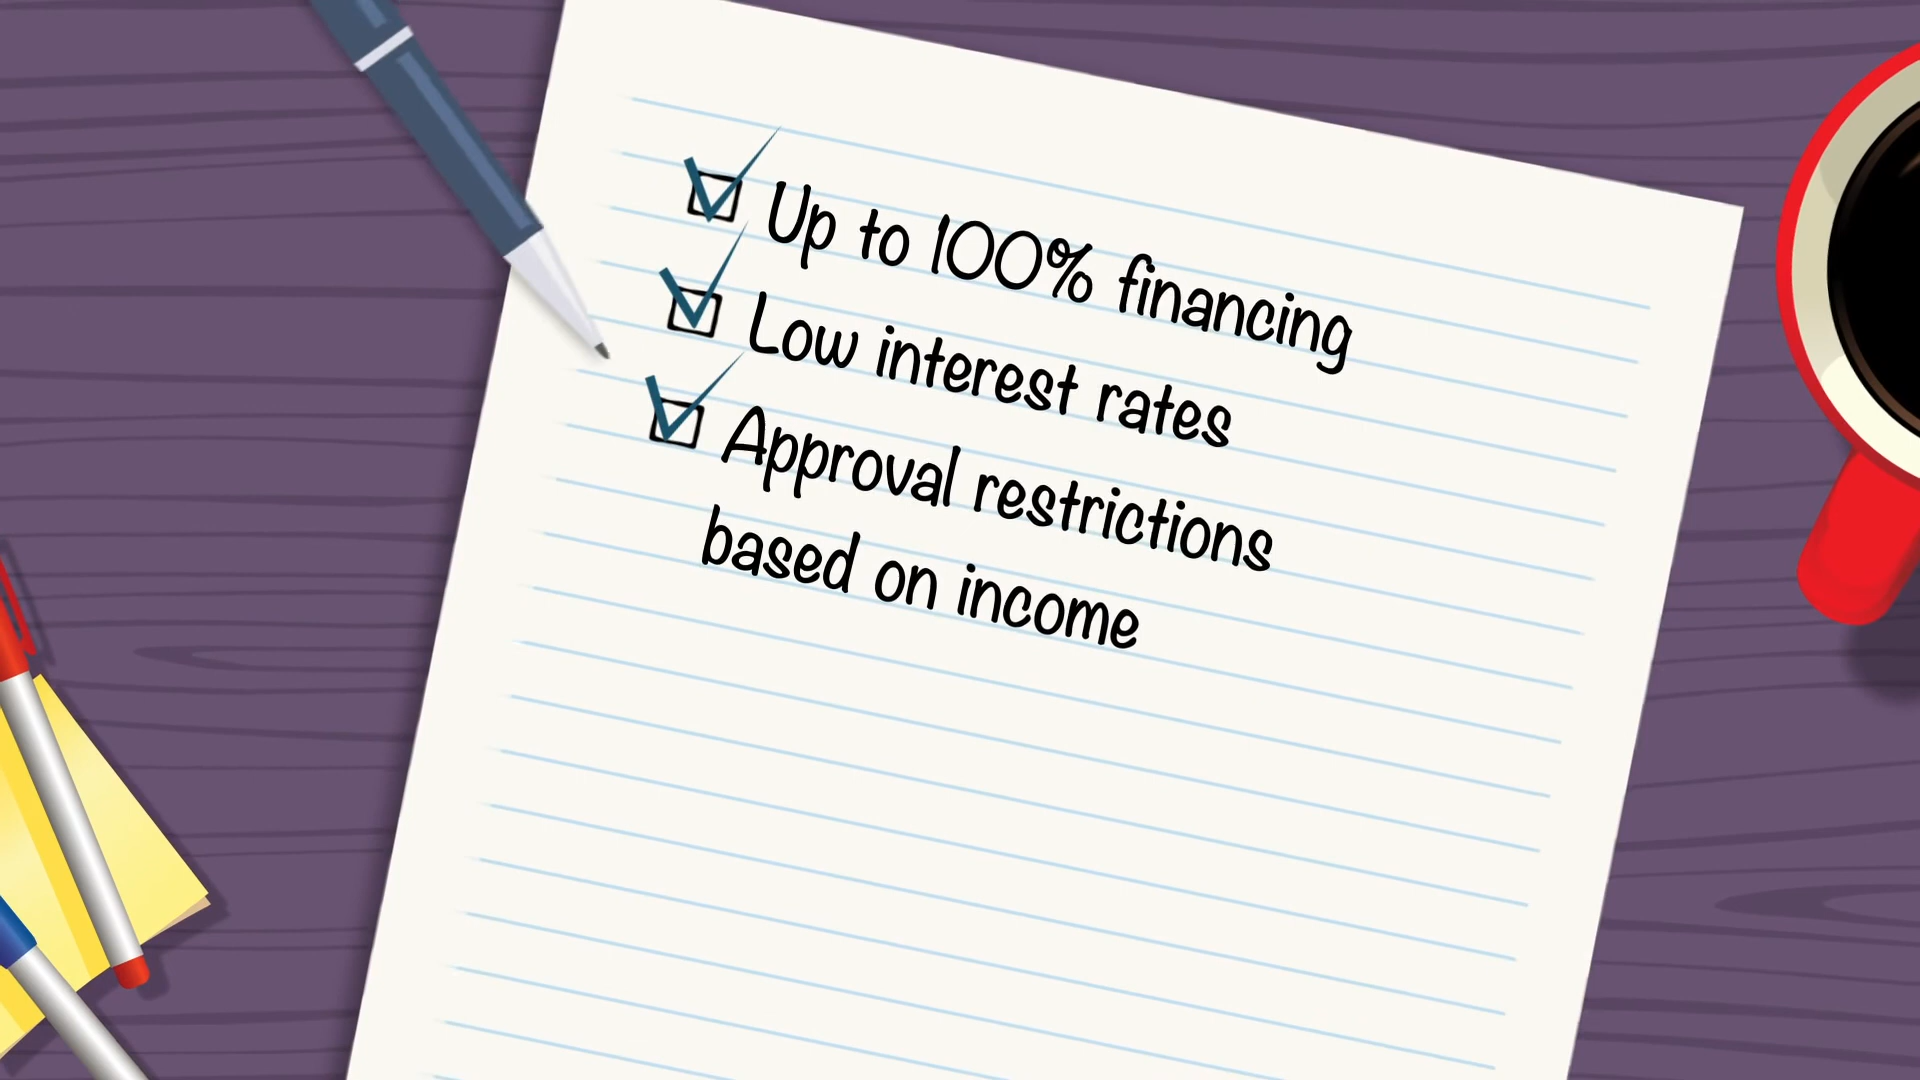 Up to 100% financing
Low interest rates
Approval restrictions
based on income